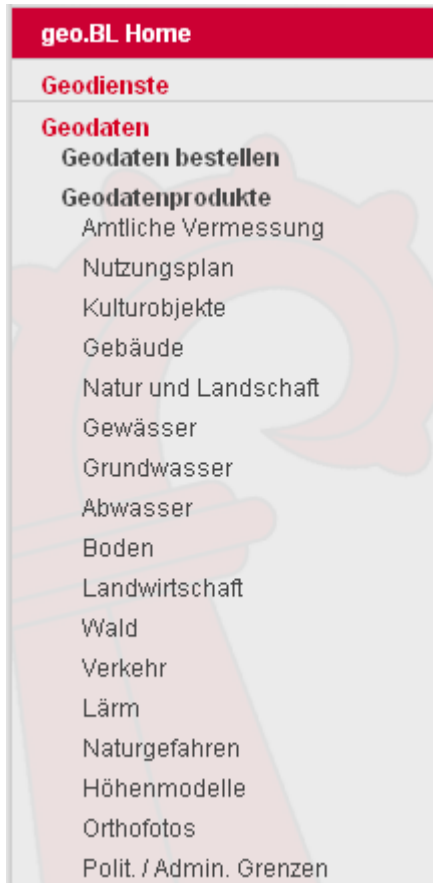 geo.BL Home
Geodienste
Geodaten
Geodaten bestellen
Geodatenprodukte
Amtliche Vermessung
Nutzungsplan
Kulturobjekte
Gebäude
Natur und Landschaft
Gewässer
Grundwasser
Abwasser
Boden
Landwirtschaft
Wald
Verkehr
Lärm
Naturgefahren
Höhenmodelle
Orthofotos
Polit. / Admin. Grenzen